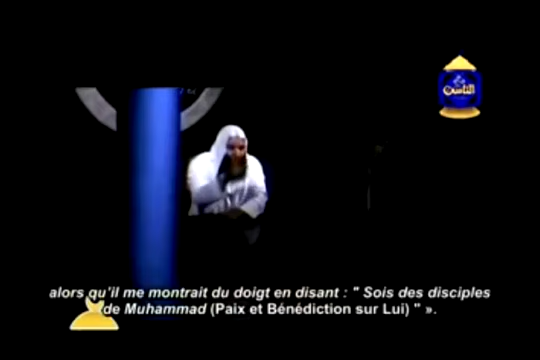 الناس
alors qu'il me montrait du doigt en disant : " Sois des disciples
de Muhammad (Paix et Bénédiction sur Lui) " ».